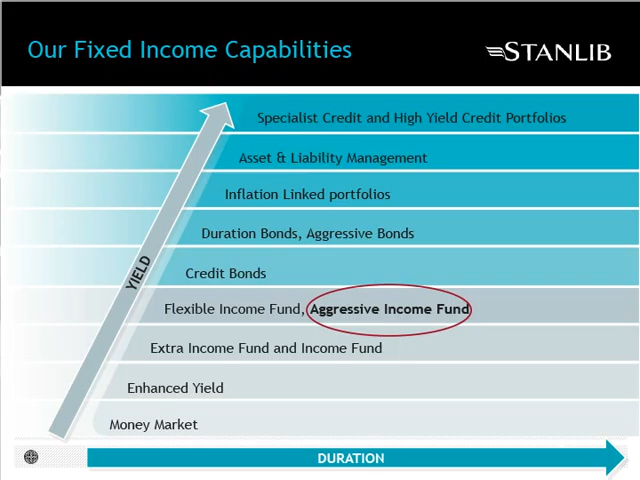 Our Fixed Income Capabilities
STANLIB
Specialist Credit and High Yield Credit Portfolios
Asset & Liability Management
Inflation Linked portfolios
Duration Bonds, Aggressive Bonds
Credit Bonds
Flexible Income Fund, Aggressive Income Fund
Extra Income Fund and Income Fund
Enhanced Yield
Money Market
YIELD
DURATION